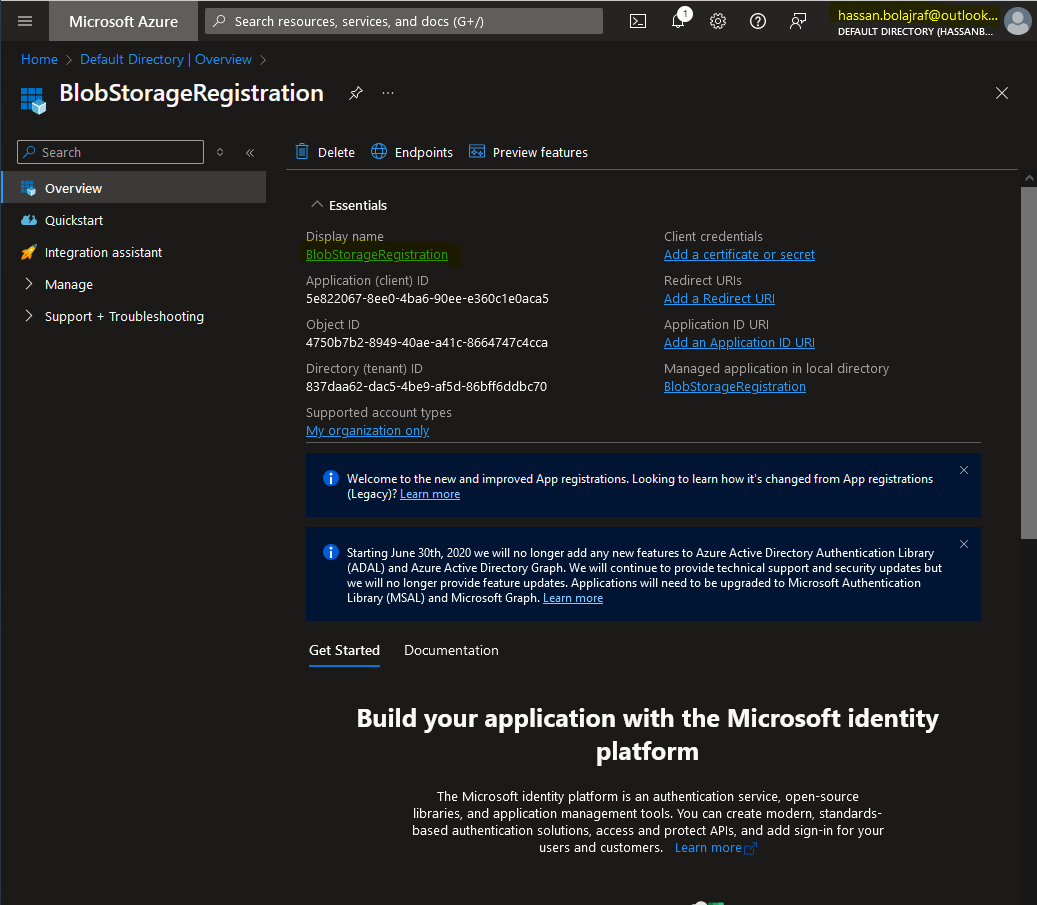 Microsoft Azure
Search resources, services, and docs (G+/)
1
hassan.bolajraf@outlook...
DEFAULT DIRECTORY (HASSANB...
Home > Default Directory | Overview >
BlobStorageRegistration
Search
Delete
Endpoints
Preview features
Overview
Quickstart
Integration assistant
Manage
Support + Troubleshooting
Essentials
Display name
BlobStorageRegistration
Application (client) ID
5e822067-8ee0-4ba6-90ee-e360c1e0aca5
Object ID
4750b7b2-8949-40ae-a41c-8664747c4cca
Directory (tenant) ID
837daa62-dac5-4be9-af5d-86bff6ddbc70
Supported account types
My organization only
Client credentials
Add a certificate or secret
Redirect URIs
Add a Redirect URI
Application ID URI
Add an Application ID URI
Managed application in local directory
BlobStorageRegistration
Welcome to the new and improved App registrations. Looking to learn how it's changed from App registrations
(Legacy)? Learn more
Starting June 30th, 2020 we will no longer add any new features to Azure Active Directory Authentication Library
(ADAL) and Azure Active Directory Graph. We will continue to provide technical support and security updates but
we will no longer provide feature updates. Applications will need to be upgraded to Microsoft Authentication
Library (MSAL) and Microsoft Graph. Learn more
Get Started
Documentation
Build your application with the Microsoft identity
platform
The Microsoft identity platform is an authentication service, open-source
libraries, and application management tools. You can create modern, standards-
based authentication solutions, access and protect APIs, and add sign-in for your
users and customers. Learn more